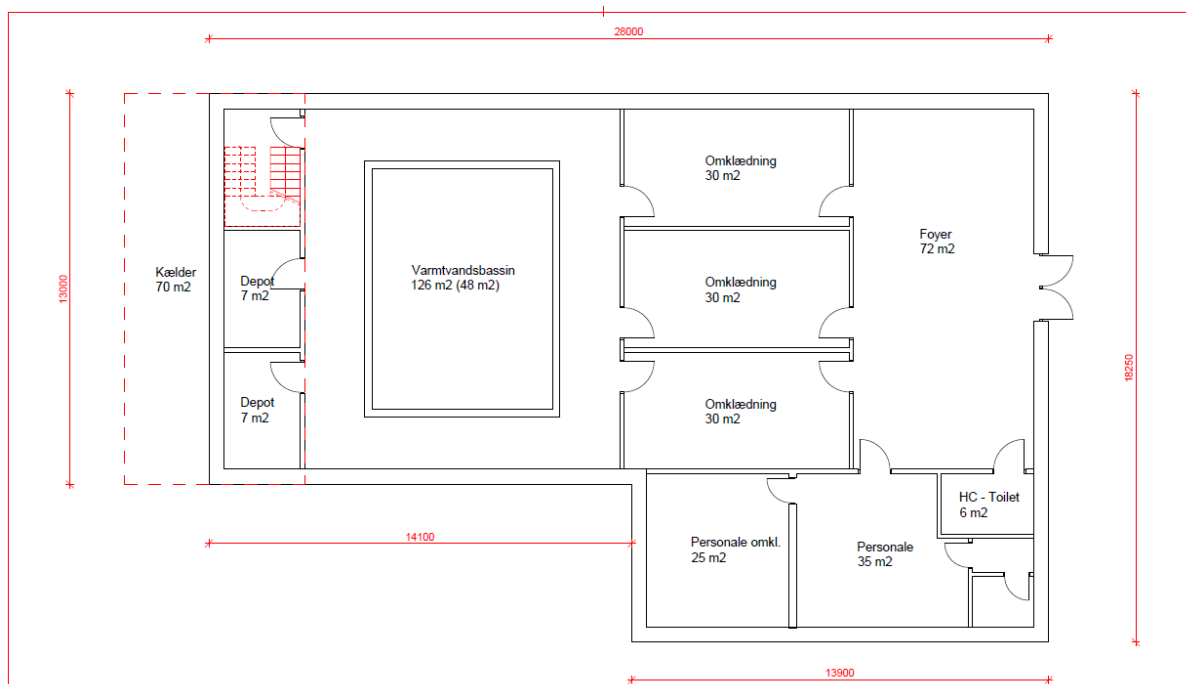 28000
13000
18250
Omklædning
30 m2
Foyer
72 m2
Kælder
70 m2
Depot
7 m2
Varmtvandsbassin
126 m2 (48 m2)
Omklædning
30 m2
Depot
7 m2
Omklædning
30 m2
HC - Toilet
6 m2
14100
Personale omkl.
25 m2
Personale
35 m2
13900